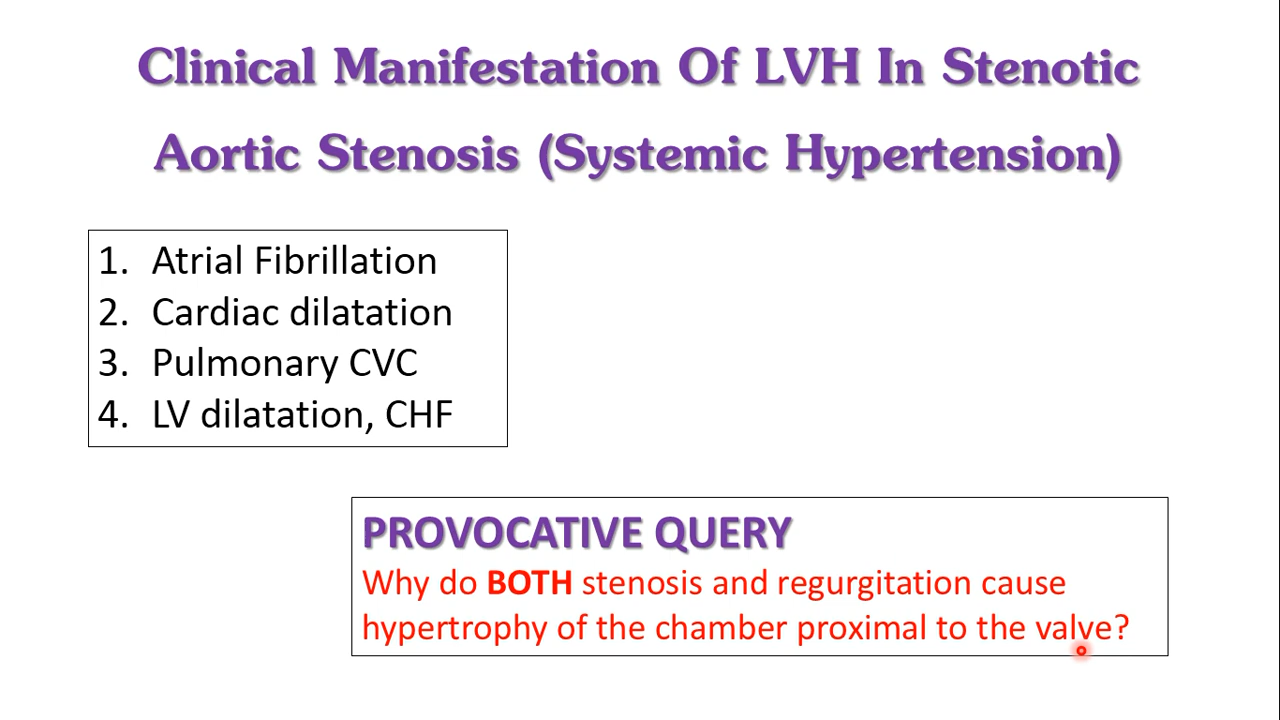 Clinical Manifestation Of LVH In Stenotic
Aortic Stenosis (Systemic Hypertension)
1. Atrial Fibrillation
2. Cardiac dilatation
3. Pulmonary CVC
4. LV dilatation, CHF
PROVOCATIVE QUERY
Why do BOTH stenosis and regurgitation cause
hypertrophy of the chamber proximal to the valve?